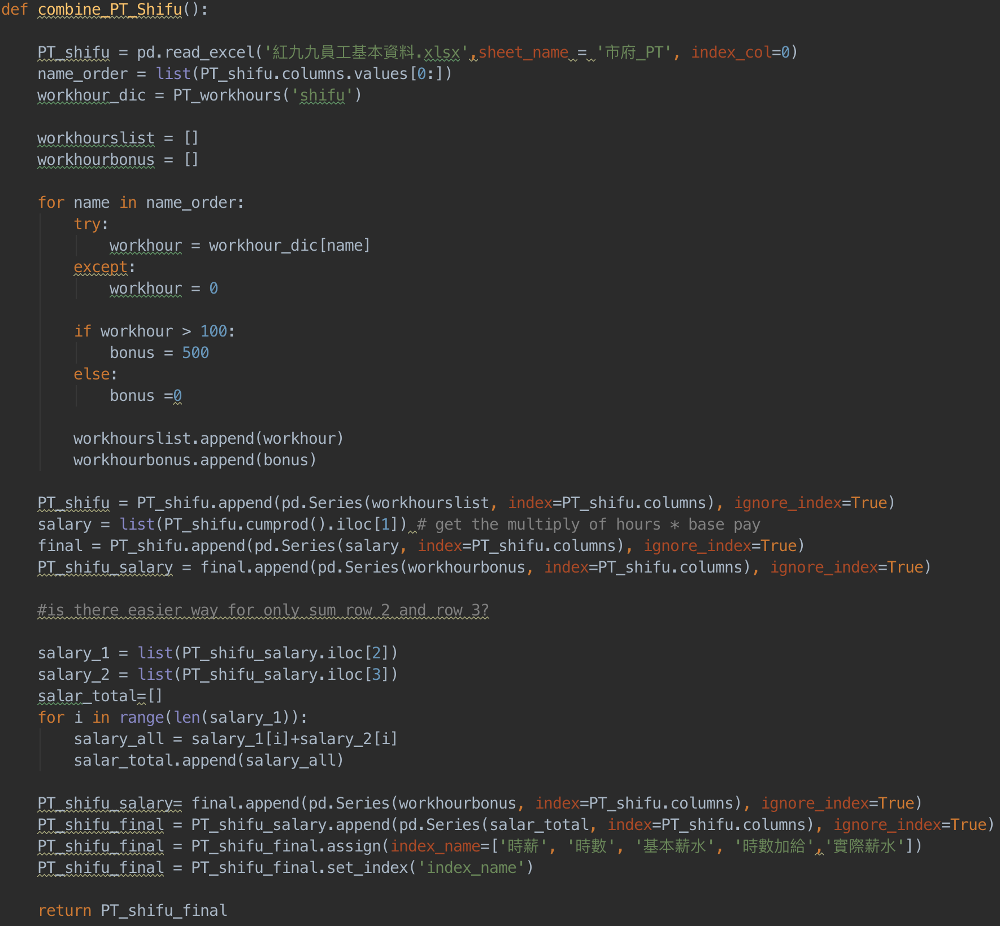 def combine_PT_Shifu():
PT_shifu = pd.read_excel('紅九九員工基本資料.xlsx',sheet_name = '市府_PT', index_col=0)
name_order = list(PT_shifu.columns.values[0:])
workhour_dic = PT_workhours('shifu')
workhourslist = []
workhourbonus = []
for name in name_order:
try:
workhour = workhour_dic[name]
except:
workhour = 0
if workhour > 100:
bonus = 500
else:
bonus =0
workhourslist.append(workhour)
workhourbonus.append(bonus)
PT_shifu = PT_shifu.append(pd.Series(workhourslist, index=PT_shifu.columns), ignore_index=True)
salary = list(PT_shifu.cumprod().iloc[1]) # get the multiply of hours * base pay
final = PT_shifu.append(pd.Series(salary, index=PT_shifu.columns), ignore_index=True)
PT_shifu_salary = final.append(pd.Series(workhourbonus, index=PT_shifu.columns), ignore_index=True)
#is there easier way for only sum row 2 and row 3?
salary_1 = list(PT_shifu_salary.iloc[2])
salary_2 = list(PT_shifu_salary.iloc[3])
salar_total=[]
for i in range(len(salary_1)):
salary_all = salary_1[i]+salary_2[i]
salar_total.append(salary_all)
PT_shifu_salary= final.append(pd.Series(workhourbonus, index=PT_shifu.columns), ignore_index=True)
PT_shifu_final = PT_shifu_salary.append(pd.Series(salar_total, index=PT_shifu.columns), ignore_index=True)
PT_shifu_final = PT_shifu_final.assign(index_name=['時薪', '時數', '基本薪水', '時數加給','實際薪水'])
PT_shifu_final = PT_shifu_final.set_index('index_name')
return PT_shifu_final